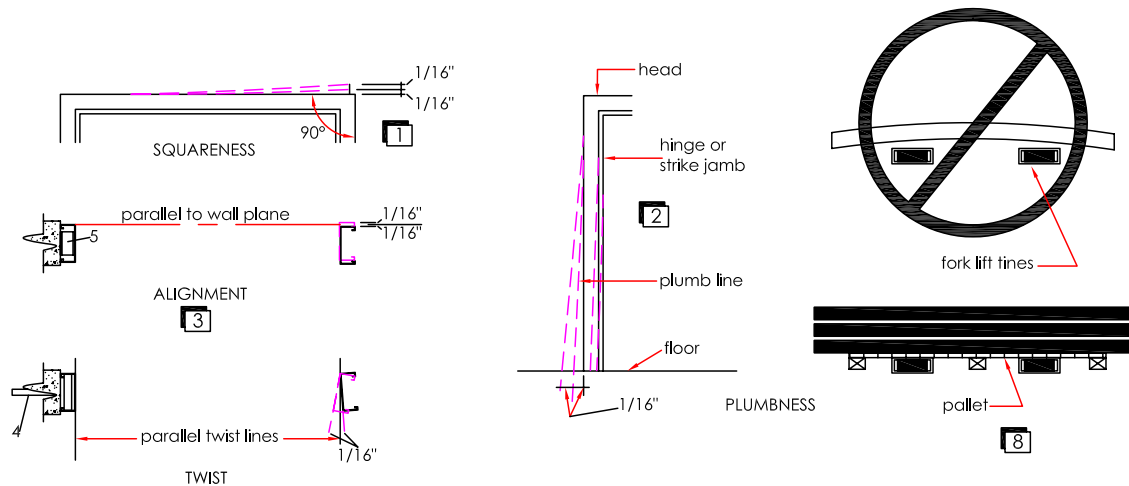 1/16"
1/16"
90°
1
SQUARENESS
parallel to wall plane
1/16"
1/16"
5
ALIGNMENT
3
4
parallel twist lines
1/16"
TWIST
head
hinge or
strike jamb
2
plumb line
floor
1/16"
PLUMBNESS
fork lift tines
pallet
8